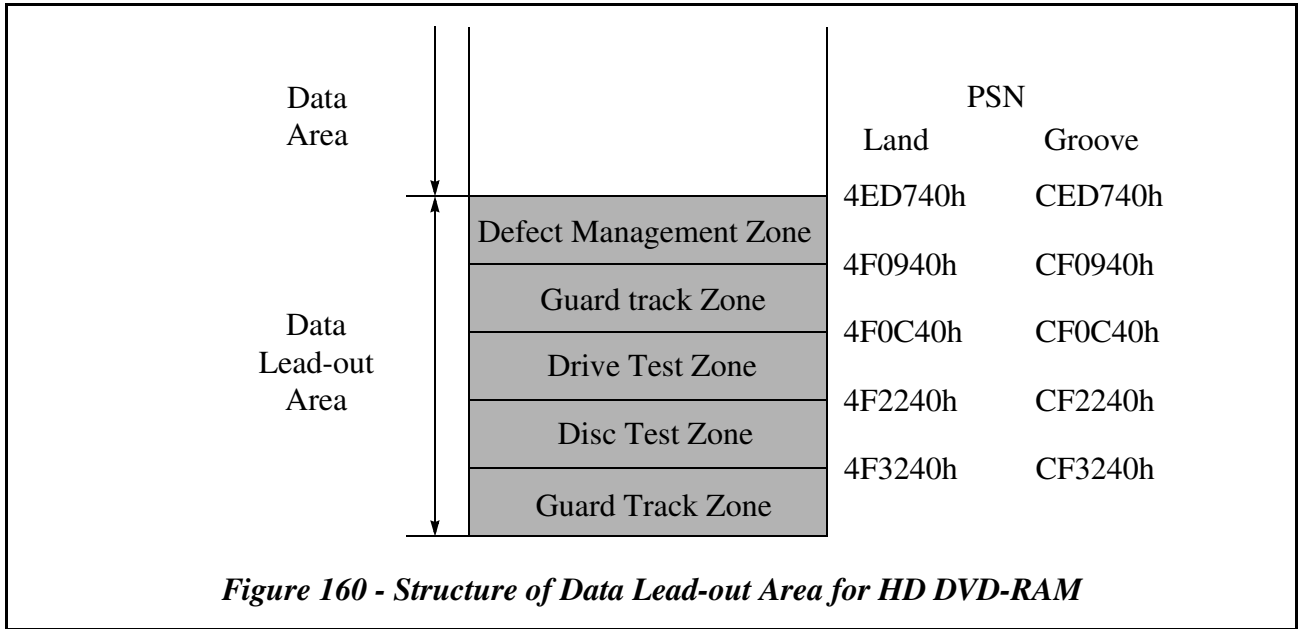 Data
Area
PSN
Land Groove
4ED740h CED740h
Defect Management Zone
4F0940h CF0940h
Guard track Zone
Data
Lead-out
Area
4F0C40h CF0C40h
Drive Test Zone
4F2240h CF2240h
Disc Test Zone
4F3240h CF3240h
Guard Track Zone
Figure 160 - Structure of Data Lead-out Area for HD DVD-RAM